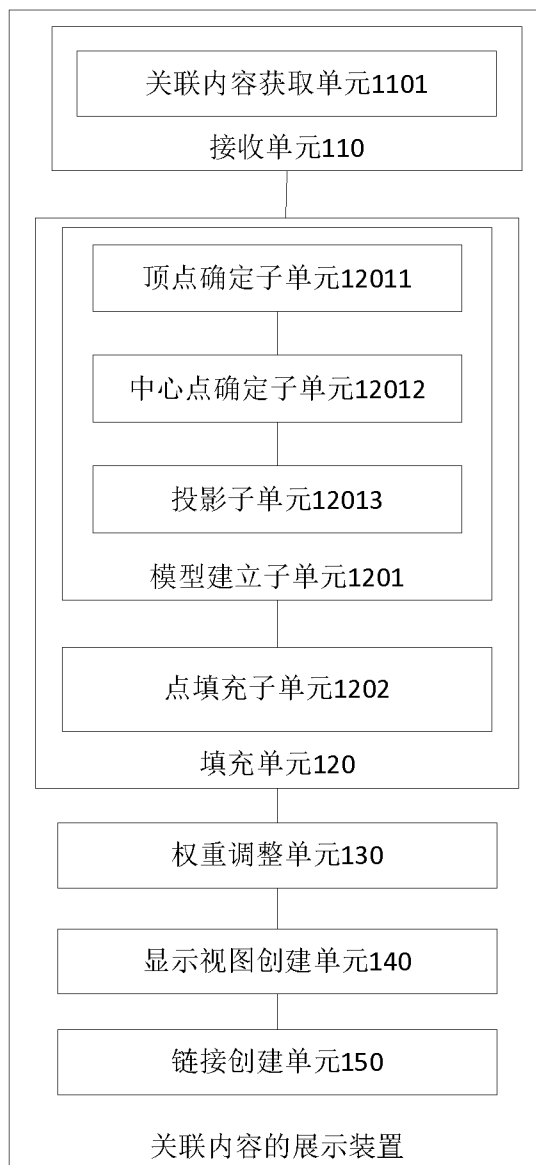 关联内容获取单元1101
接收单元110
顶点确定子单元12011
中心点确定子单元12012
投影子单元12013
模型建立子单元1201
点填充子单元1202
填充单元120
权重调整单元130
显示视图创建单元140
链接创建单元150
关联内容的展示装置